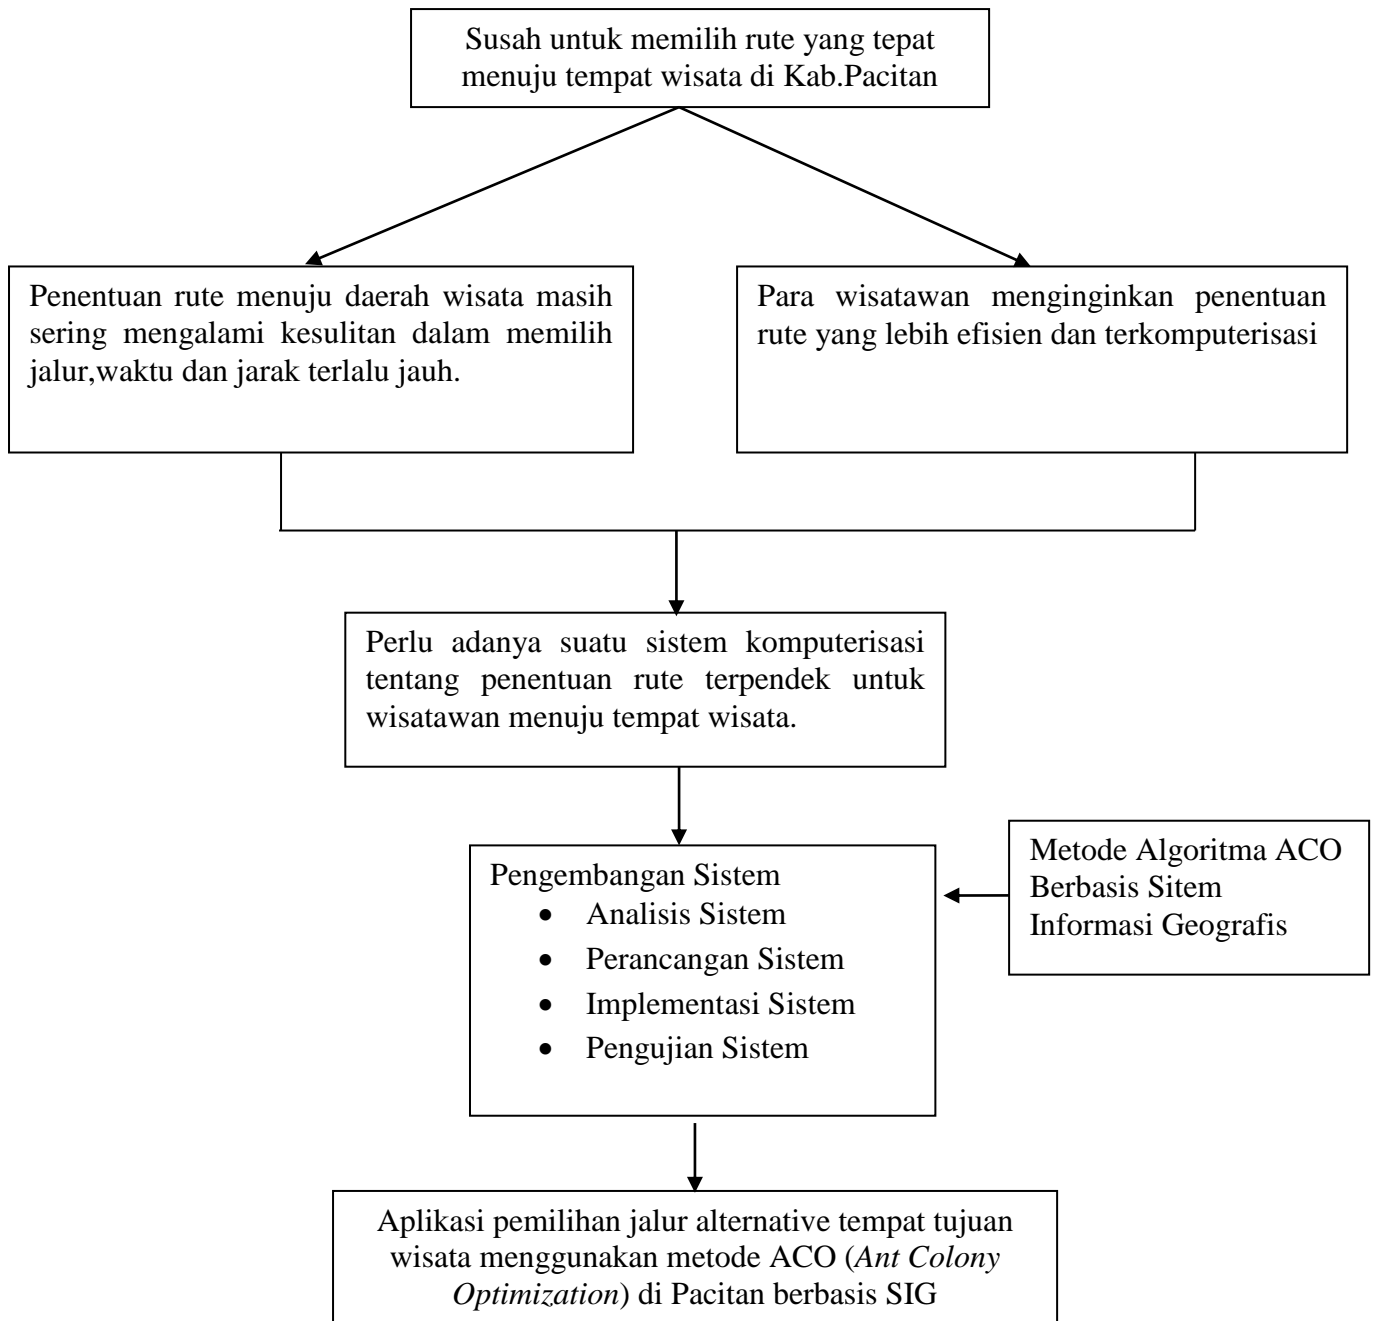 Susah untuk memilih rute yang tepat
menuju tempat wisata di Kab.Pacitan
Penentuan rute menuju daerah wisata masih
sering mengalami kesulitan dalam memilih
jalur,waktu dan jarak terlalu jauh.
Para wisatawan menginginkan penentuan
rute yang lebih efisien dan terkomputerisasi
Perlu adanya suatu sistem komputerisasi
tentang penentuan rute terpendek untuk
wisatawan menuju tempat wisata.
Pengembangan Sistem
• Analisis Sistem
• Perancangan Sistem
• Implementasi Sistem
• Pengujian Sistem
Metode Algoritma ACO
Berbasis Sitem
Informasi Geografis
Aplikasi pemilihan jalur alternative tempat tujuan
wisata menggunakan metode ACO (Ant Colony
Optimization) di Pacitan berbasis SIG